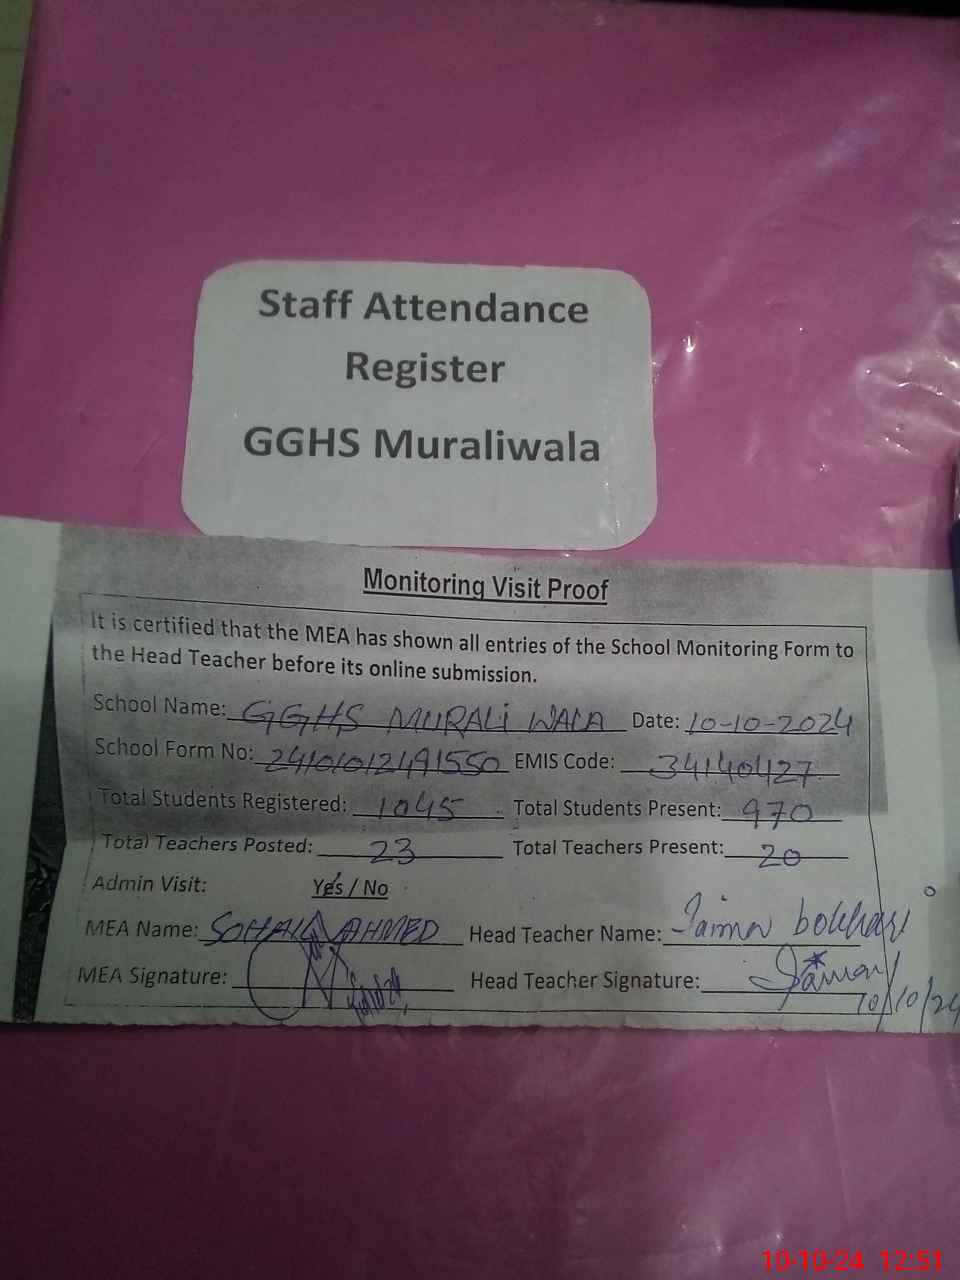 Staff Attendance
Register
GGHS Muraliwala
Monitoring Visit Proof
It is certified that the MEA has shown all entries of the School Monitoring Form to
the Head Teacher before its online submission.
School Name: GGHS MURALI WALA Date: 10-10-2024
School Form No: EMIS Code: 34140427
Total Students Registered: 1045 Total Students Present: 970
Total Teachers Posted: 23 Total Teachers Present: 20
Admin Visit: Yes / No
MEA Name: SOHAIL AHMED Head Teacher Name: bokhari
MEA Signature: 10/10/24 Head Teacher Signature:
10/10/24
10-10-24 12:51